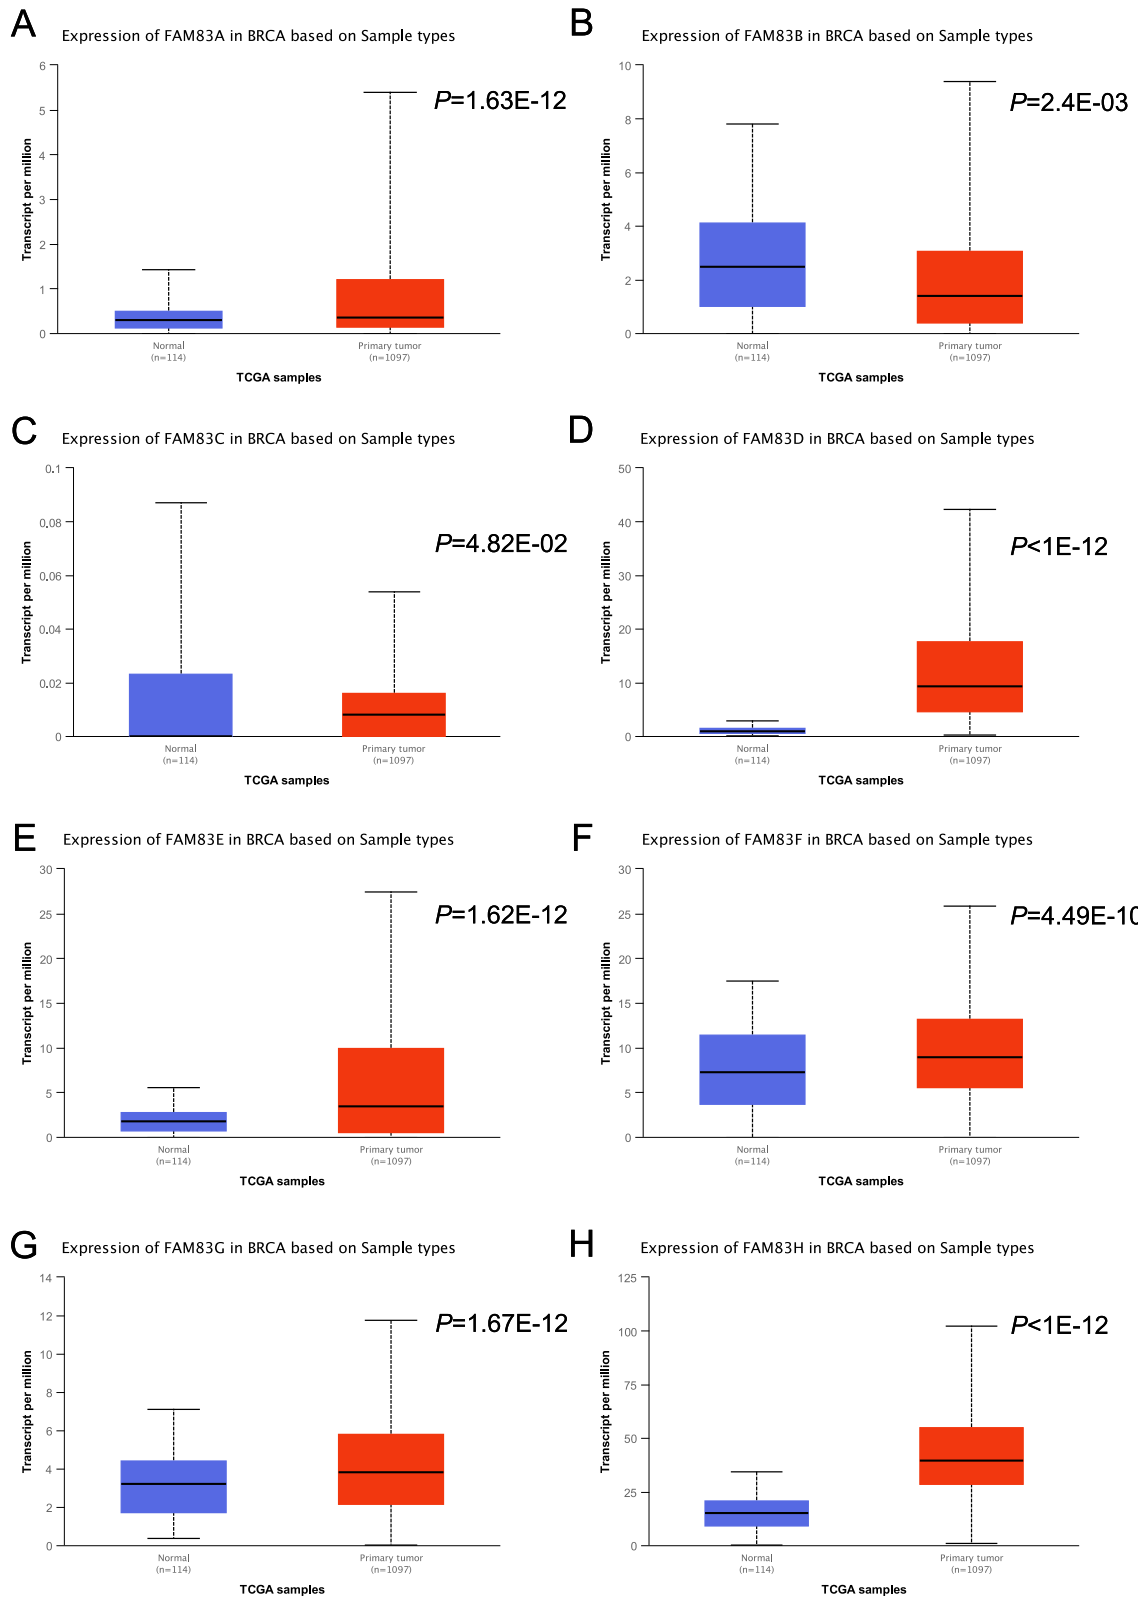 A
Expression of FAM83A in BRCA based on Sample types
P=1.63E-12
Transcript per million
6
5
4
3
2
1
0
Normal
(n=114)
Primary tumor
(n=1097)
TCGA samples
B
Expression of FAM83B in BRCA based on Sample types
P=2.4E-03
Transcript per million
10
8
6
4
2
0
Normal
(n=114)
Primary tumor
(n=1097)
TCGA samples
C
Expression of FAM83C in BRCA based on Sample types
P=4.82E-02
Transcript per million
0.1
0.08
0.06
0.04
0.02
0
Normal
(n=114)
Primary tumor
(n=1097)
TCGA samples
D
Expression of FAM83D in BRCA based on Sample types
P<1E-12
Transcript per million
50
40
30
20
10
0
Normal
(n=114)
Primary tumor
(n=1097)
TCGA samples
E
Expression of FAM83E in BRCA based on Sample types
P=1.62E-12
Transcript per million
30
25
20
15
10
5
0
Normal
(n=114)
Primary tumor
(n=1097)
TCGA samples
F
Expression of FAM83F in BRCA based on Sample types
P=4.49E-10
Transcript per million
30
25
20
15
10
5
0
Normal
(n=114)
Primary tumor
(n=1097)
TCGA samples
G
Expression of FAM83G in BRCA based on Sample types
P=1.67E-12
Transcript per million
14
12
10
8
6
4
2
0
Normal
(n=114)
Primary tumor
(n=1097)
TCGA samples
H
Expression of FAM83H in BRCA based on Sample types
P<1E-12
Transcript per million
125
100
75
50
25
0
Normal
(n=114)
Primary tumor
(n=1097)
TCGA samples